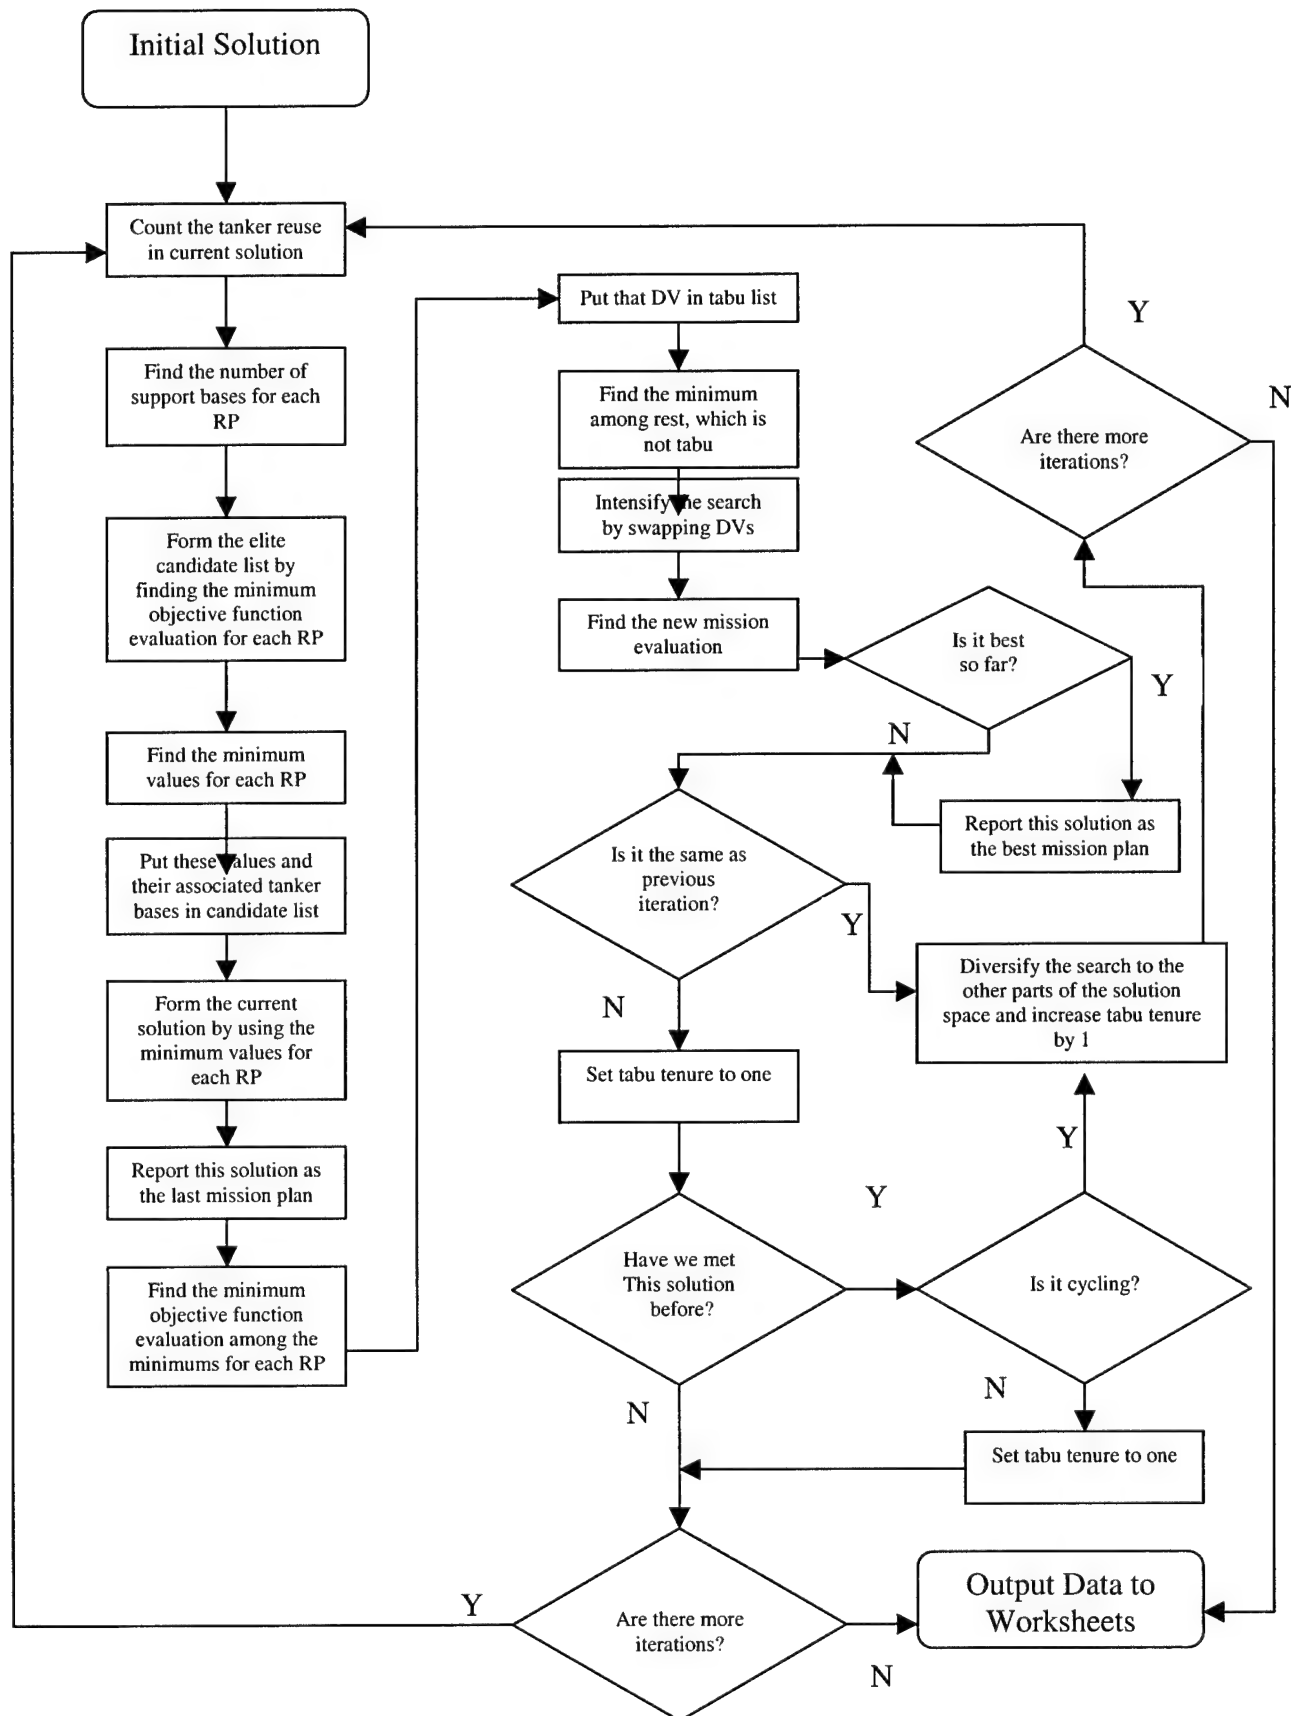 Initial Solution
Count the tanker reuse
in current solution
Find the number of
support bases for each
RP
Form the elite
candidate list by
finding the minimum
objective function
evaluation for each RP
Find the minimum
values for each RP
Put these values and
their associated tanker
bases in candidate list
Form the current
solution by using the
minimum values for
each RP
Report this solution as
the last mission plan
Find the minimum
objective function
evaluation among the
minimums for each RP
Put that DV in tabu list
Find the minimum
among rest, which is
not tabu
Intensify the search
by swapping DVs
Find the new mission
evaluation
Is it best
so far?
Y
N
Report this solution as
the best mission plan
Is it the same as
previous
iteration?
Y
N
Diversify the search to the
other parts of the solution
space and increase tabu tenure
by 1
Set tabu tenure to one
Have we met
This solution
before?
Y
N
Is it cycling?
Y
N
Set tabu tenure to one
Are there more
iterations?
Y
N
Are there more
iterations?
Y
N
Output Data to
Worksheets